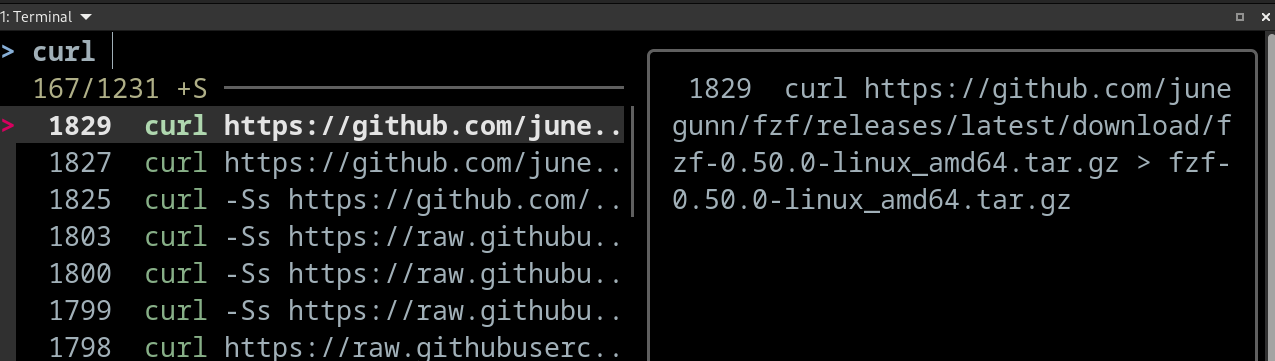 1: Terminal
> curl
167/1231 +S
> 1829 curl https://github.com/june..
1827 curl https://github.com/june..
1825 curl -Ss https://github.com/..
1803 curl -Ss https://raw.githubu..
1800 curl -Ss https://raw.githubu..
1799 curl -Ss https://raw.githubu..
1798 curl https://raw.githubuserc..
1829 curl https://github.com/june
gunn/fzf/releases/latest/download/f
zf-0.50.0-linux_amd64.tar.gz > fzf-
0.50.0-linux_amd64.tar.gz